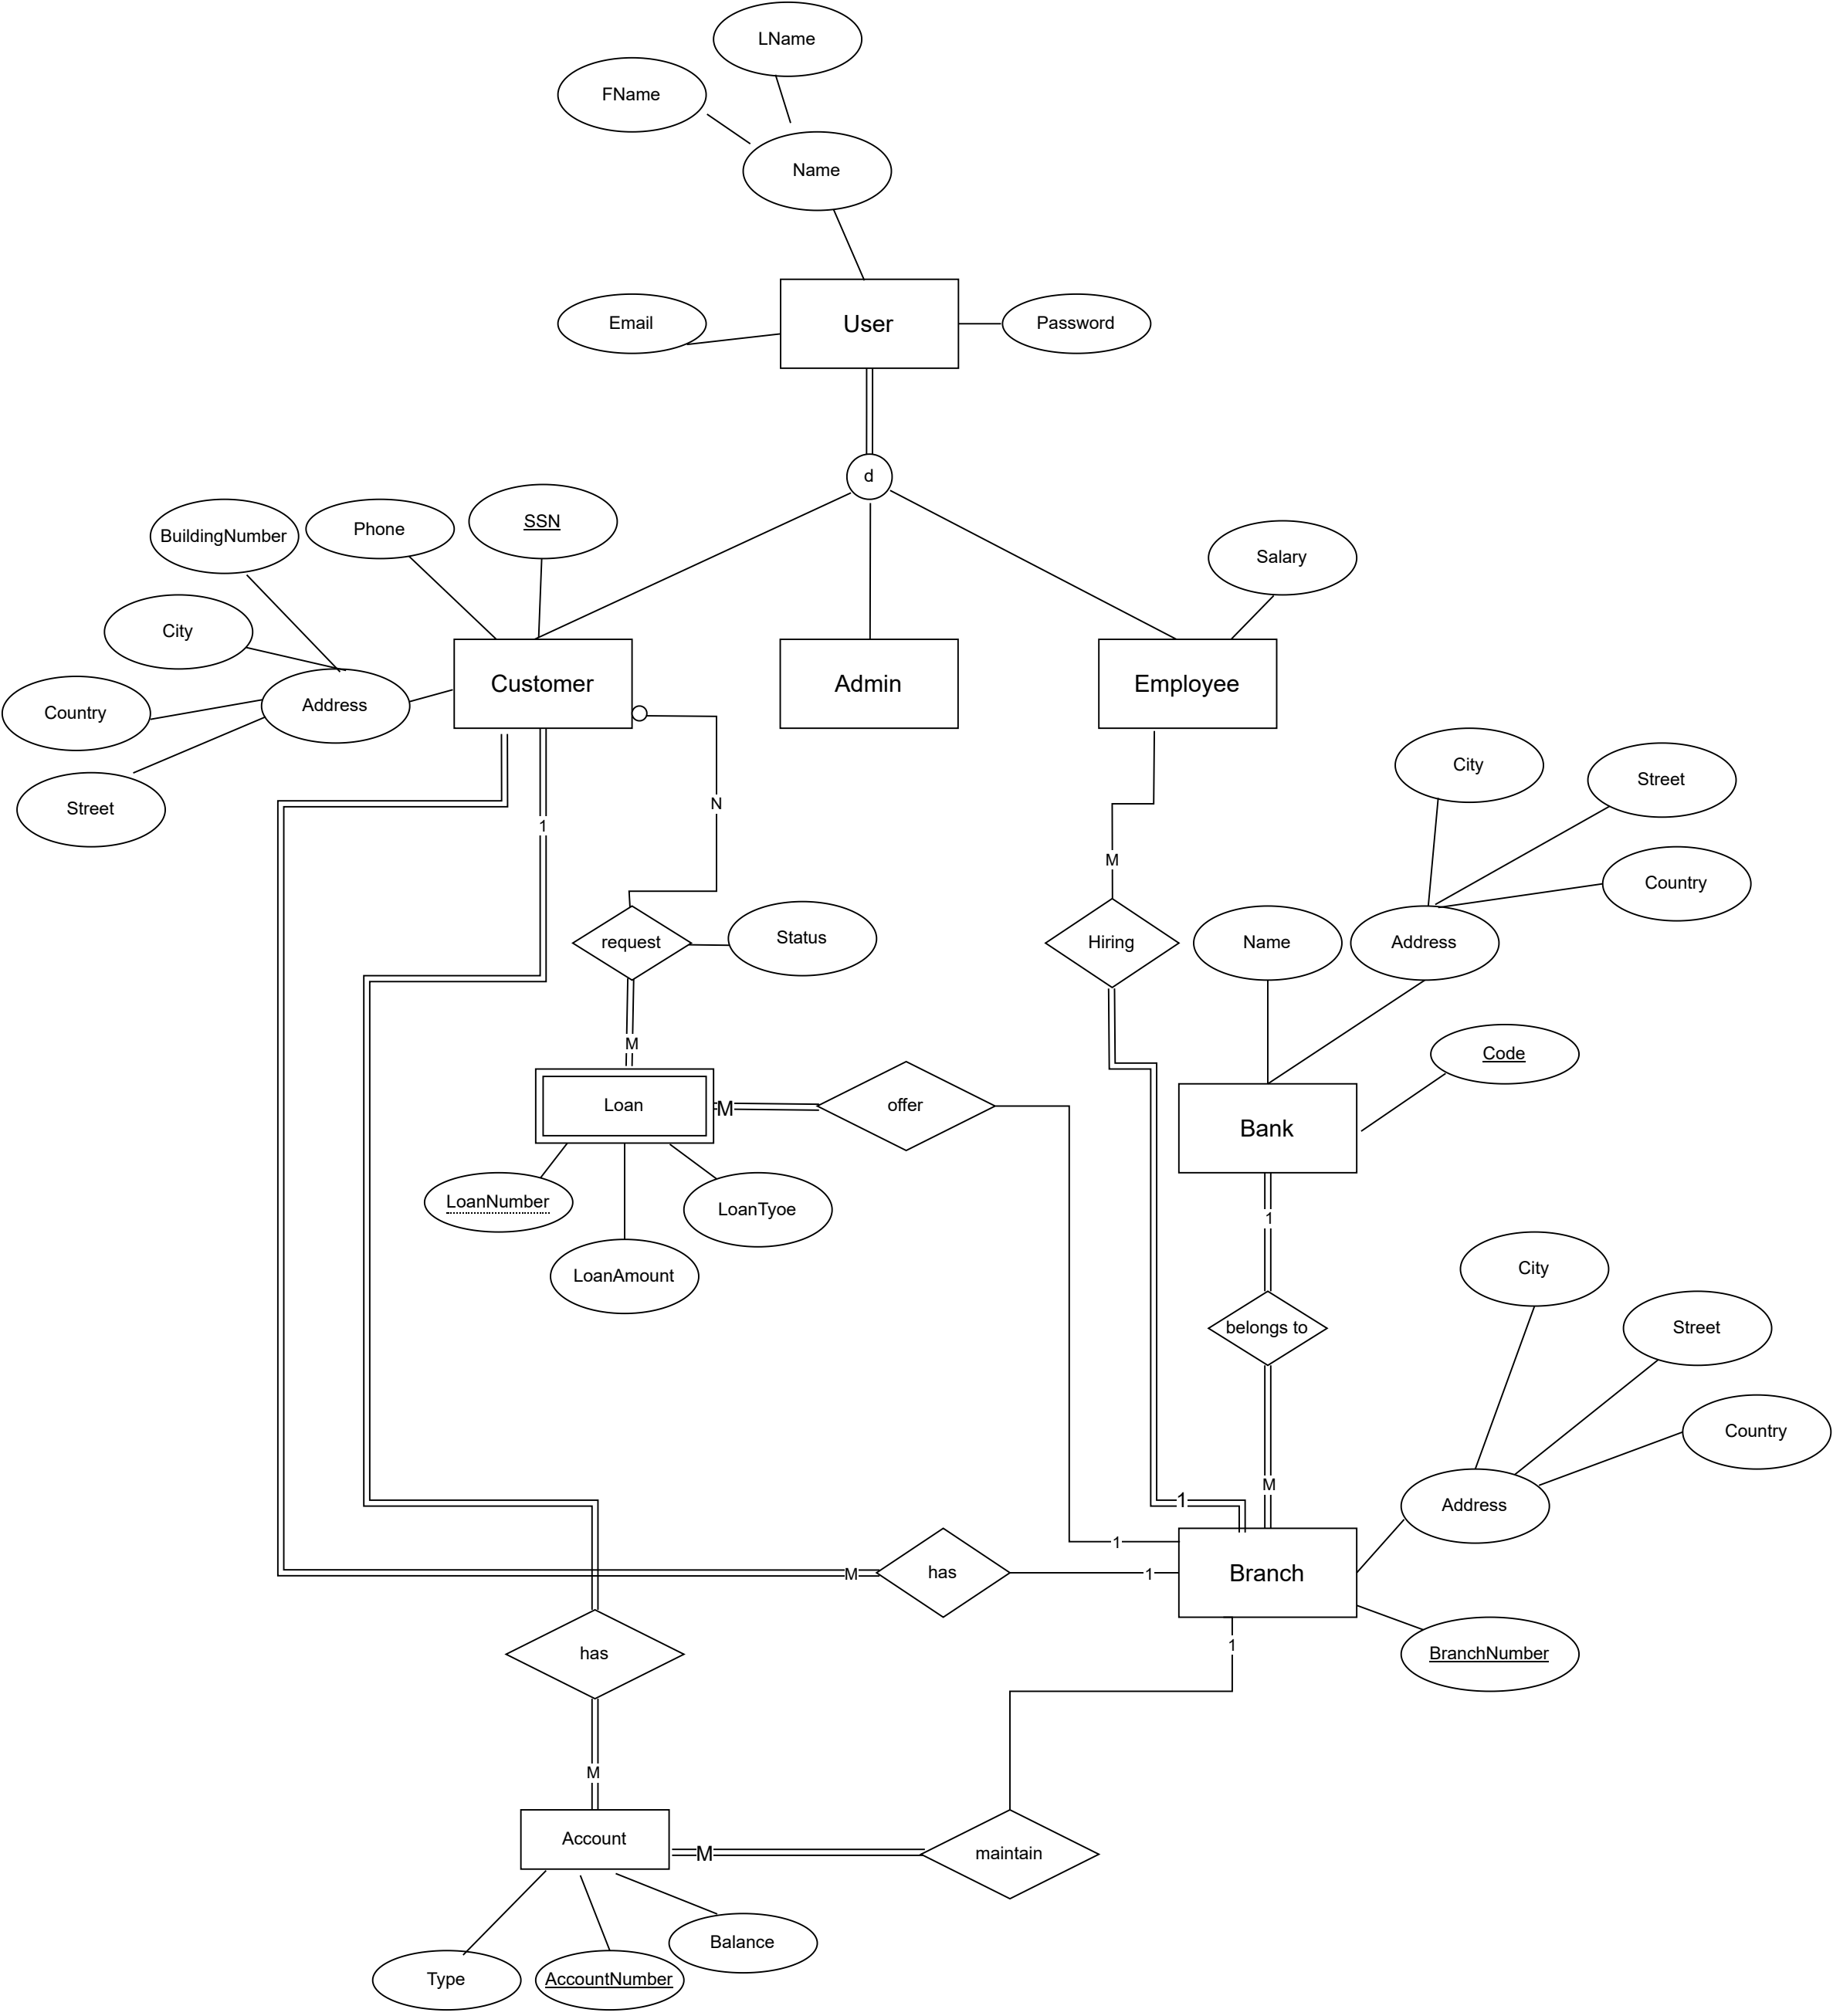 LName
FName
Name
Email
User
Password
d
BuildingNumber
Phone
SSN
Salary
City
Customer
Admin
Employee
Country
Address
Street
City
Street
N
1
M
Country
request
Status
Hiring
Name
Address
M
Code
Loan
M
offer
Bank
LoanNumber
LoanTyoe
1
LoanAmount
City
belongs to
Street
Country
M
1
Address
1
M
has
1
Branch
1
has
BranchNumber
M
Account
M
maintain
Balance
Type
AccountNumber